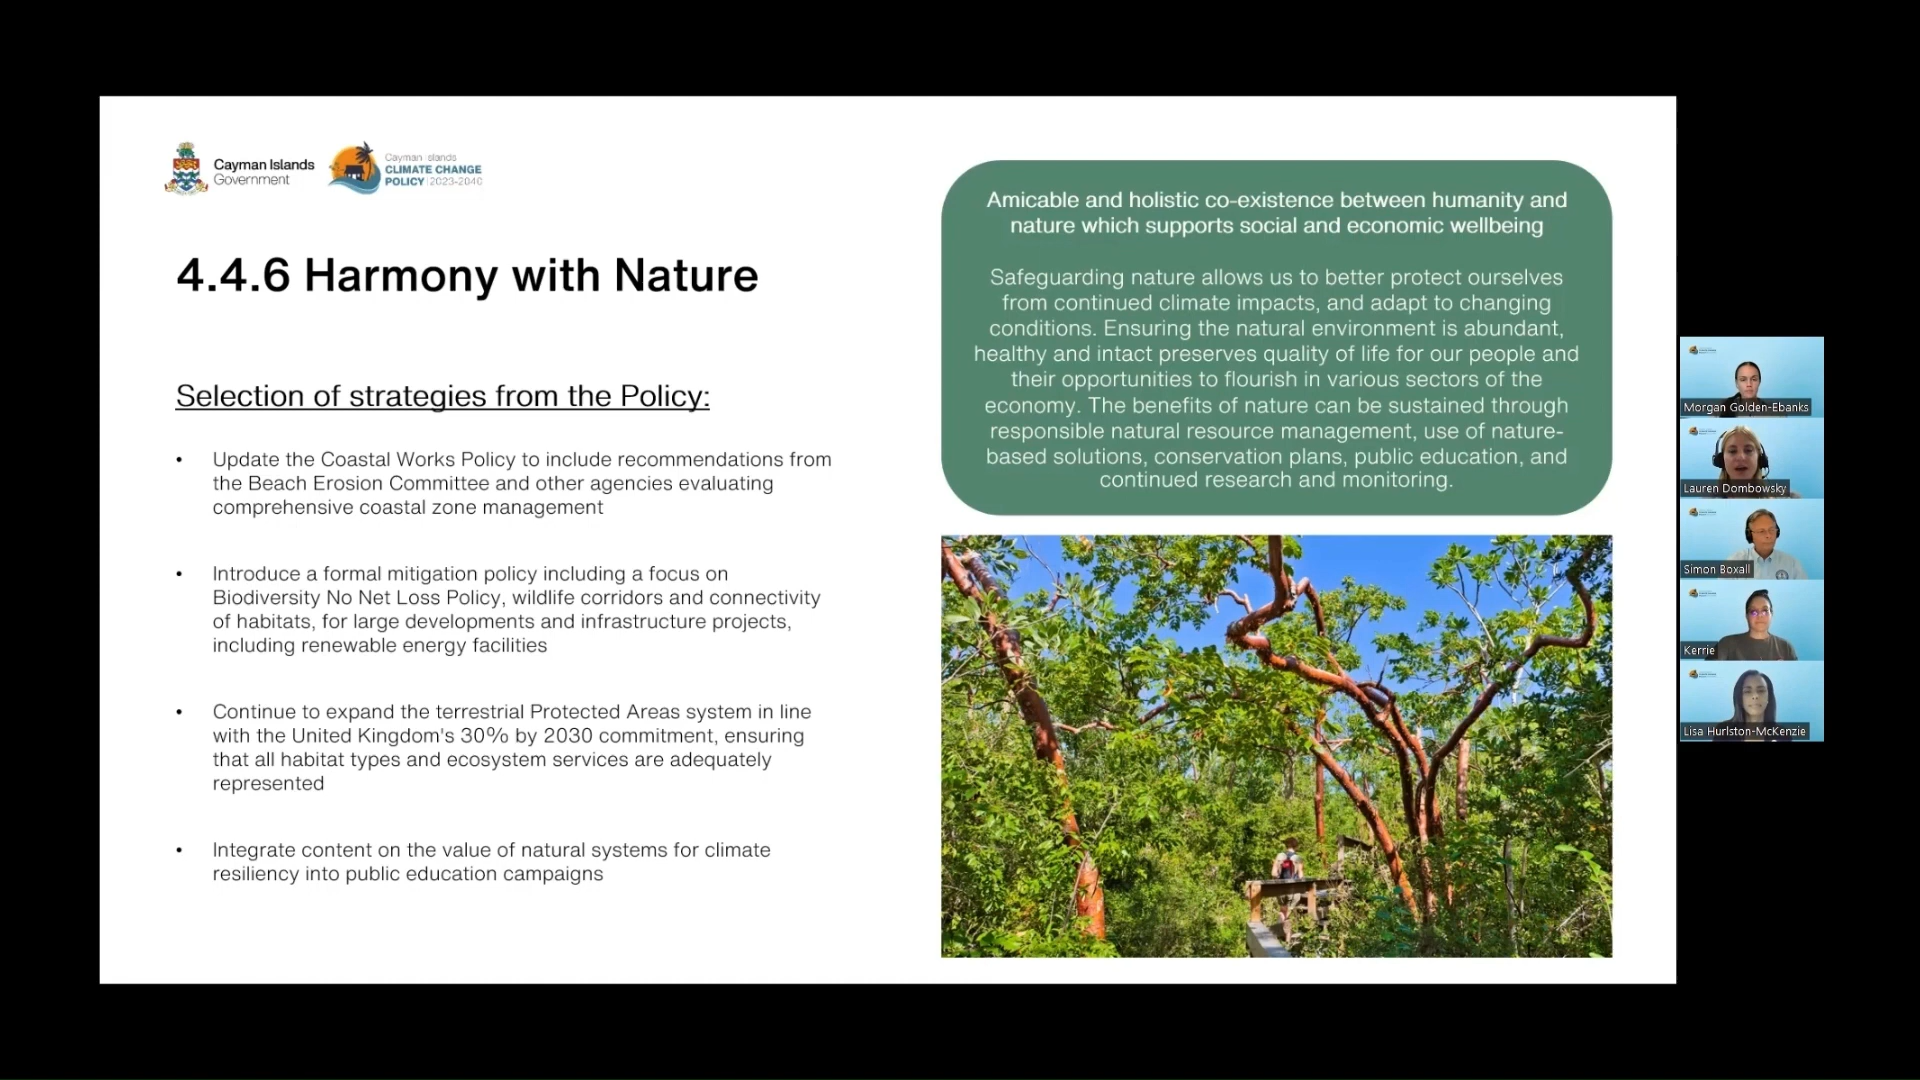 Cayman Islands
Government
Cayman Islands
CLIMATE CHANGE
POLICY | 2023-2040
4.4.6 Harmony with Nature
Selection of strategies from the Policy:
• Update the Coastal Works Policy to include recommendations from
the Beach Erosion Committee and other agencies evaluating
comprehensive coastal zone management
• Introduce a formal mitigation policy including a focus on
Biodiversity No Net Loss Policy, wildlife corridors and connectivity
of habitats, for large developments and infrastructure projects,
including renewable energy facilities
• Continue to expand the terrestrial Protected Areas system in line
with the United Kingdom's 30% by 2030 commitment, ensuring
that all habitat types and ecosystem services are adequately
represented
• Integrate content on the value of natural systems for climate
resiliency into public education campaigns
Amicable and holistic co-existence between humanity and
nature which supports social and economic wellbeing
Safeguarding nature allows us to better protect ourselves
from continued climate impacts, and adapt to changing
conditions. Ensuring the natural environment is abundant,
healthy and intact preserves quality of life for our people and
their opportunities to flourish in various sectors of the
economy. The benefits of nature can be sustained through
responsible natural resource management, use of nature-
based solutions, conservation plans, public education, and
continued research and monitoring.
Morgan Golden-Ebanks
Lauren Dombowsky
Simon Boxall
Kerrie
Lisa Hurlston-McKenzie